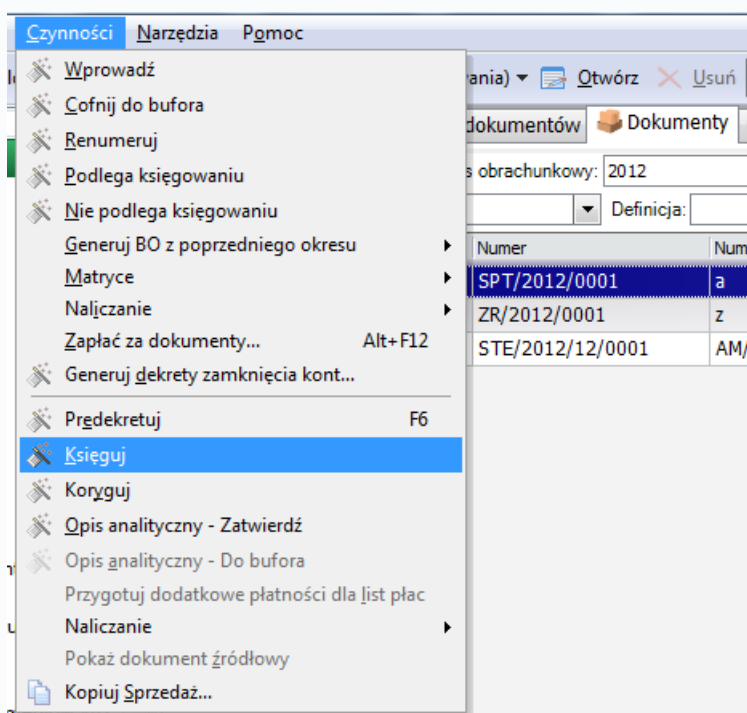 Czynności Narzędzia Pomoc
Wprowadź
ania) Otwórz Usuń
Cofnij do bufora
dokumentów Dokumenty
Renumeruj
Podlega księgowaniu
s obrachunkowy: 2012
Nie podlega księgowaniu
Definicja:
Generuj BO z poprzedniego okresu
Numer Num
Matryce
SPT/2012/0001 a
Naliczanie
ZR/2012/0001 z
Zapłać za dokumenty... Alt+F12
STE/2012/12/0001 AM/
Generuj dekrety zamknięcia kont...
Predekretuj F6
Księguj
Koryguj
Opis analityczny - Zatwierdź
Opis analityczny - Do bufora
Przygotuj dodatkowe płatności dla list płac
Naliczanie
Pokaż dokument źródłowy
Kopiuj Sprzedaż...